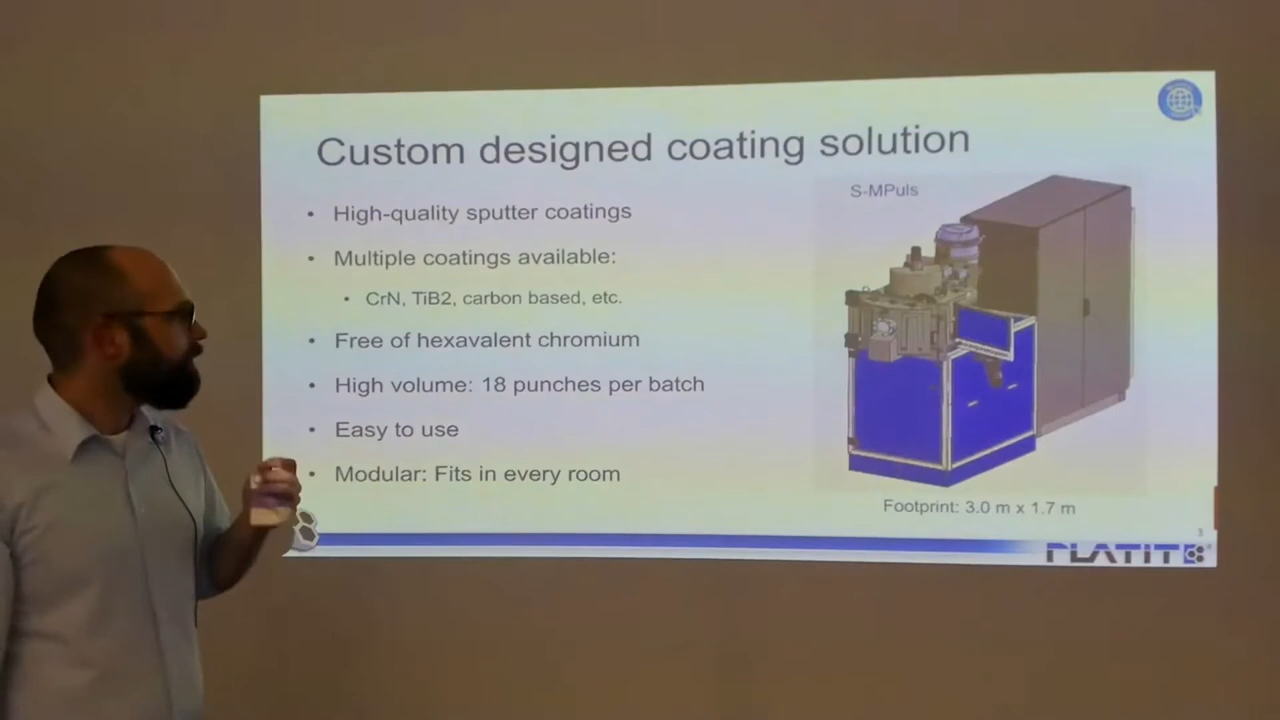 Custom designed coating solution
• High-quality sputter coatings
• Multiple coatings available:
• CrN, TiB2, carbon based, etc.
• Free of hexavalent chromium
• High volume: 18 punches per batch
• Easy to use
• Modular: Fits in every room
S-MPuls
Footprint: 3.0 m x 1.7 m
3
PLATIT